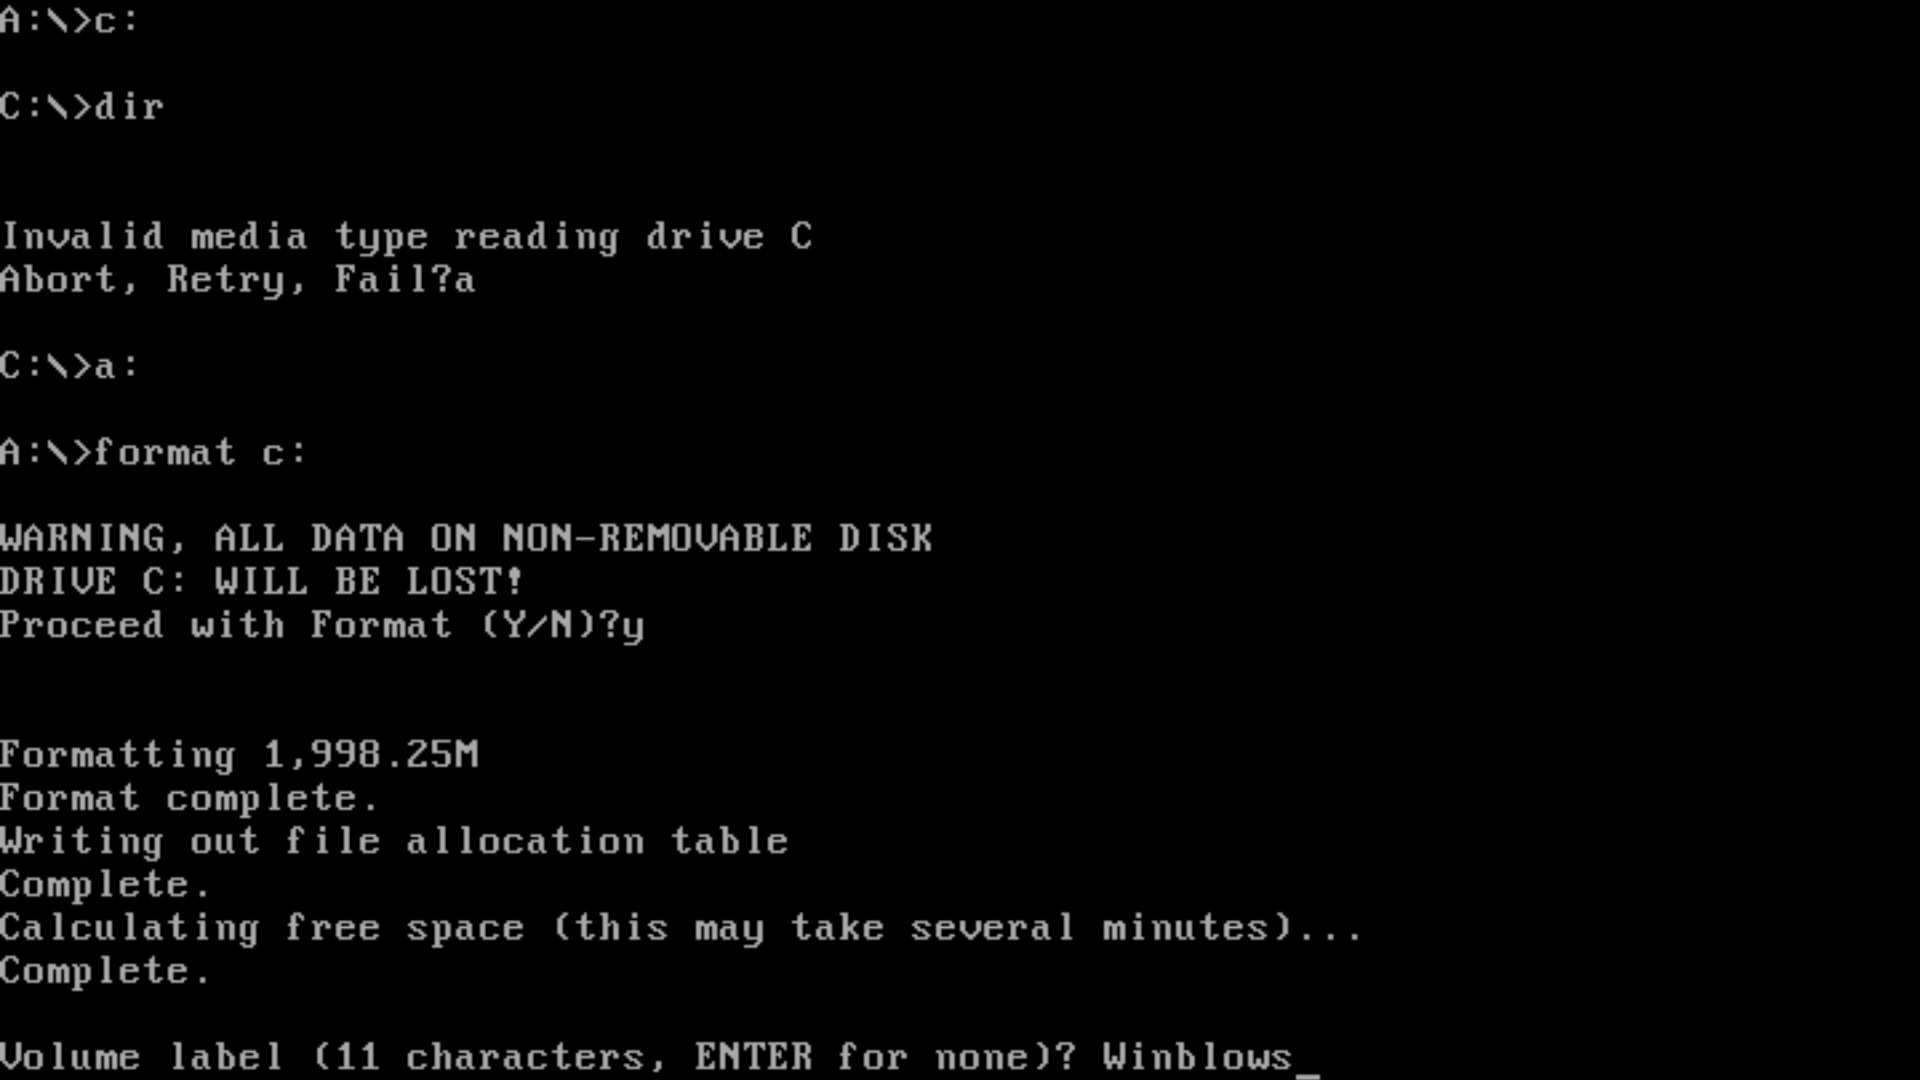 A:\>c:
C:\>dir
Invalid media type reading drive C
Abort, Retry, Fail?a
C:\>a:
A:\>format c:
WARNING, ALL DATA ON NON-REMOVABLE DISK
DRIVE C: WILL BE LOST!
Proceed with Format (Y/N)?y
Formatting 1,998.25M
Format complete.
Writing out file allocation table
Complete.
Calculating free space (this may take several minutes)...
Complete.
Volume label (11 characters, ENTER for none)? Winblows_